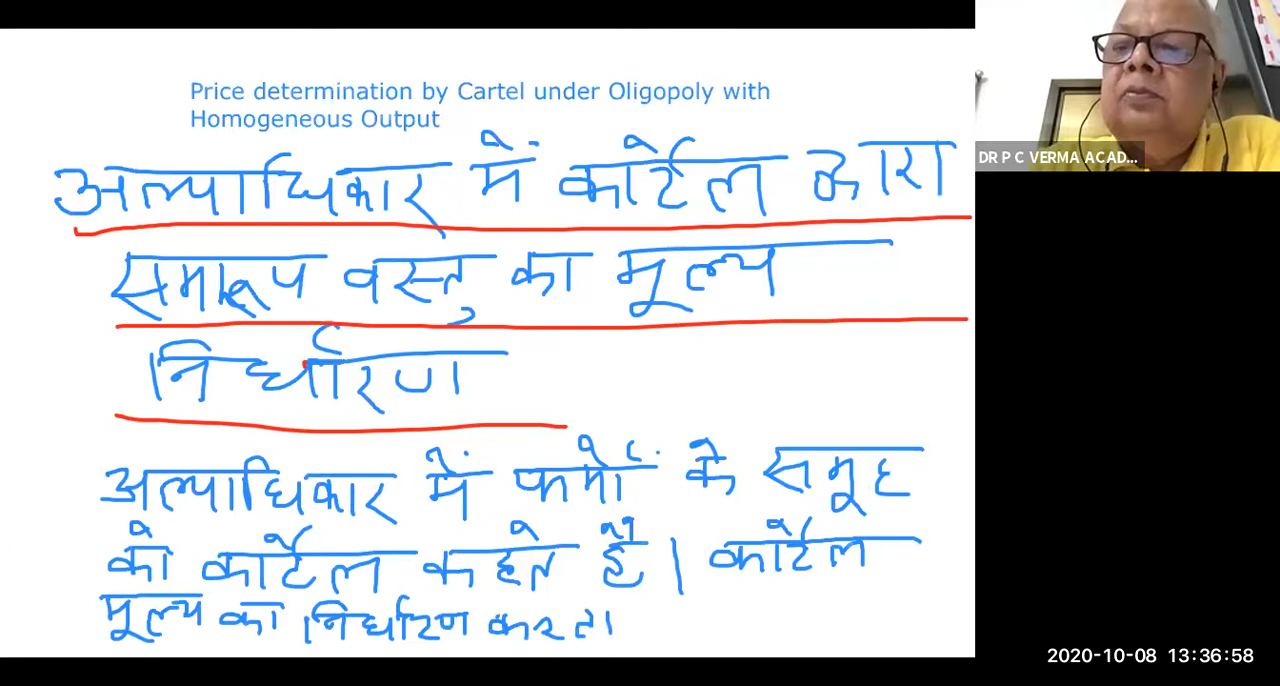 Price determination by Cartel under Oligopoly with
Homogeneous Output
अल्पाधिकार में कार्टेल द्वारा
समरूप वस्तु का मूल्य
निर्धारण
अल्पाधिकार में फर्मों के समूह
को कार्टेल कहते हैं। कार्टेल
मूल्य का निर्धारण करता
DR P C VERMA ACAD...
2020-10-08 13:36:58